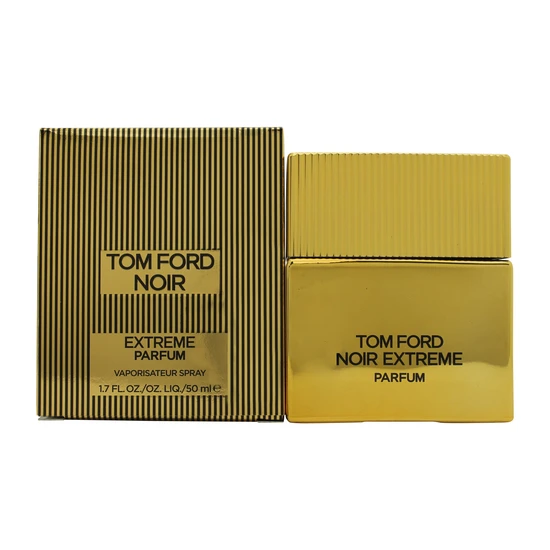 TOM FORD
NOIR
EXTREME
PARFUM
VAPORISATEUR SPRAY
1.7 FL.OZ./OZ. LIQ./50 ml e
TOM FORD
NOIR EXTREME
PARFUM